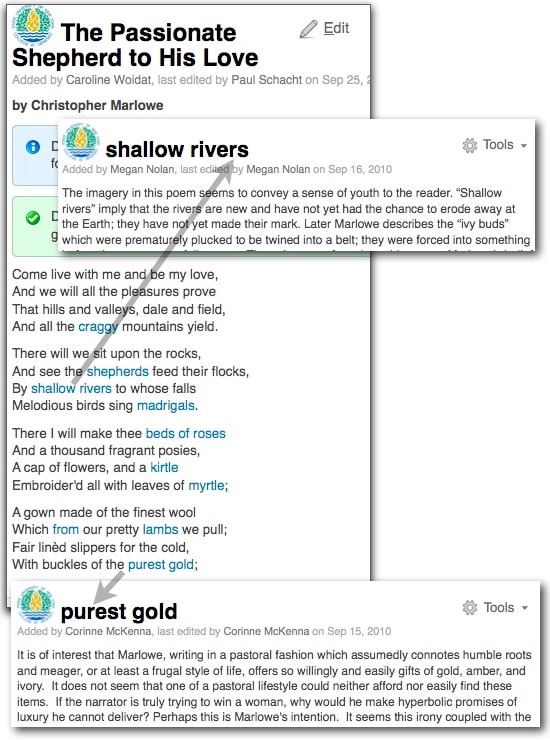 The Passionate
Shepherd to His Love
Edit
Added by Caroline Woidat, last edited by Paul Schacht on Sep 25,
by Christopher Marlowe
shallow rivers
Tools
Added by Megan Nolan, last edited by Megan Nolan on Sep 16, 2010
The imagery in this poem seems to convey a sense of youth to the reader. “Shallow
rivers” imply that the rivers are new and have not yet had the chance to erode away at
the Earth; they have not yet made their mark. Later Marlowe describes the “ivy buds”
which were prematurely plucked to be twined into a belt; they were forced into something
Come live with me and be my love,
And we will all the pleasures prove
That hills and valleys, dale and field,
And all the craggy mountains yield.
There will we sit upon the rocks,
And see the shepherds feed their flocks,
By shallow rivers to whose falls
Melodious birds sing madrigals.
There I will make thee beds of roses
And a thousand fragrant posies,
A cap of flowers, and a kirtle
Embroider'd all with leaves of myrtle;
A gown made of the finest wool
Which from our pretty lambs we pull;
Fair linèd slippers for the cold,
With buckles of the purest gold;
purest gold
Tools
Added by Corinne McKenna, last edited by Corinne McKenna on Sep 15, 2010
It is of interest that Marlowe, writing in a pastoral fashion which assumedly connotes humble roots
and meager, or at least a frugal style of life, offers so willingly and easily gifts of gold, amber, and
ivory. It does not seem that one of a pastoral lifestyle could neither afford nor easily find these
items. If the narrator is truly trying to win a woman, why would he make hyperbolic promises of
luxury he cannot deliver? Perhaps this is Marlowe's intention. It seems this irony coupled with the